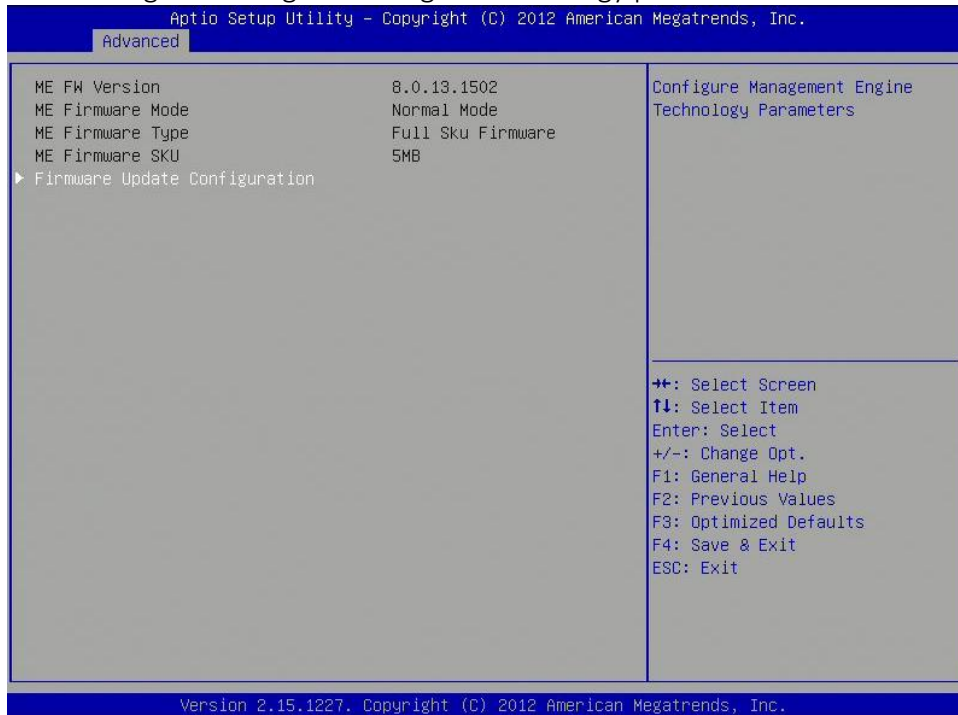 Aptio Setup Utility – Copyright (C) 2012 American Megatrends, Inc.
Advanced
ME FW Version 8.0.13.1502
ME Firmware Mode Normal Mode
ME Firmware Type Full Sku Firmware
ME Firmware SKU 5MB
▶ Firmware Update Configuration
Configure Management Engine
Technology Parameters
→←: Select Screen
↑↓: Select Item
Enter: Select
+/-: Change Opt.
F1: General Help
F2: Previous Values
F3: Optimized Defaults
F4: Save & Exit
ESC: Exit
Version 2.15.1227. Copyright (C) 2012 American Megatrends, Inc.